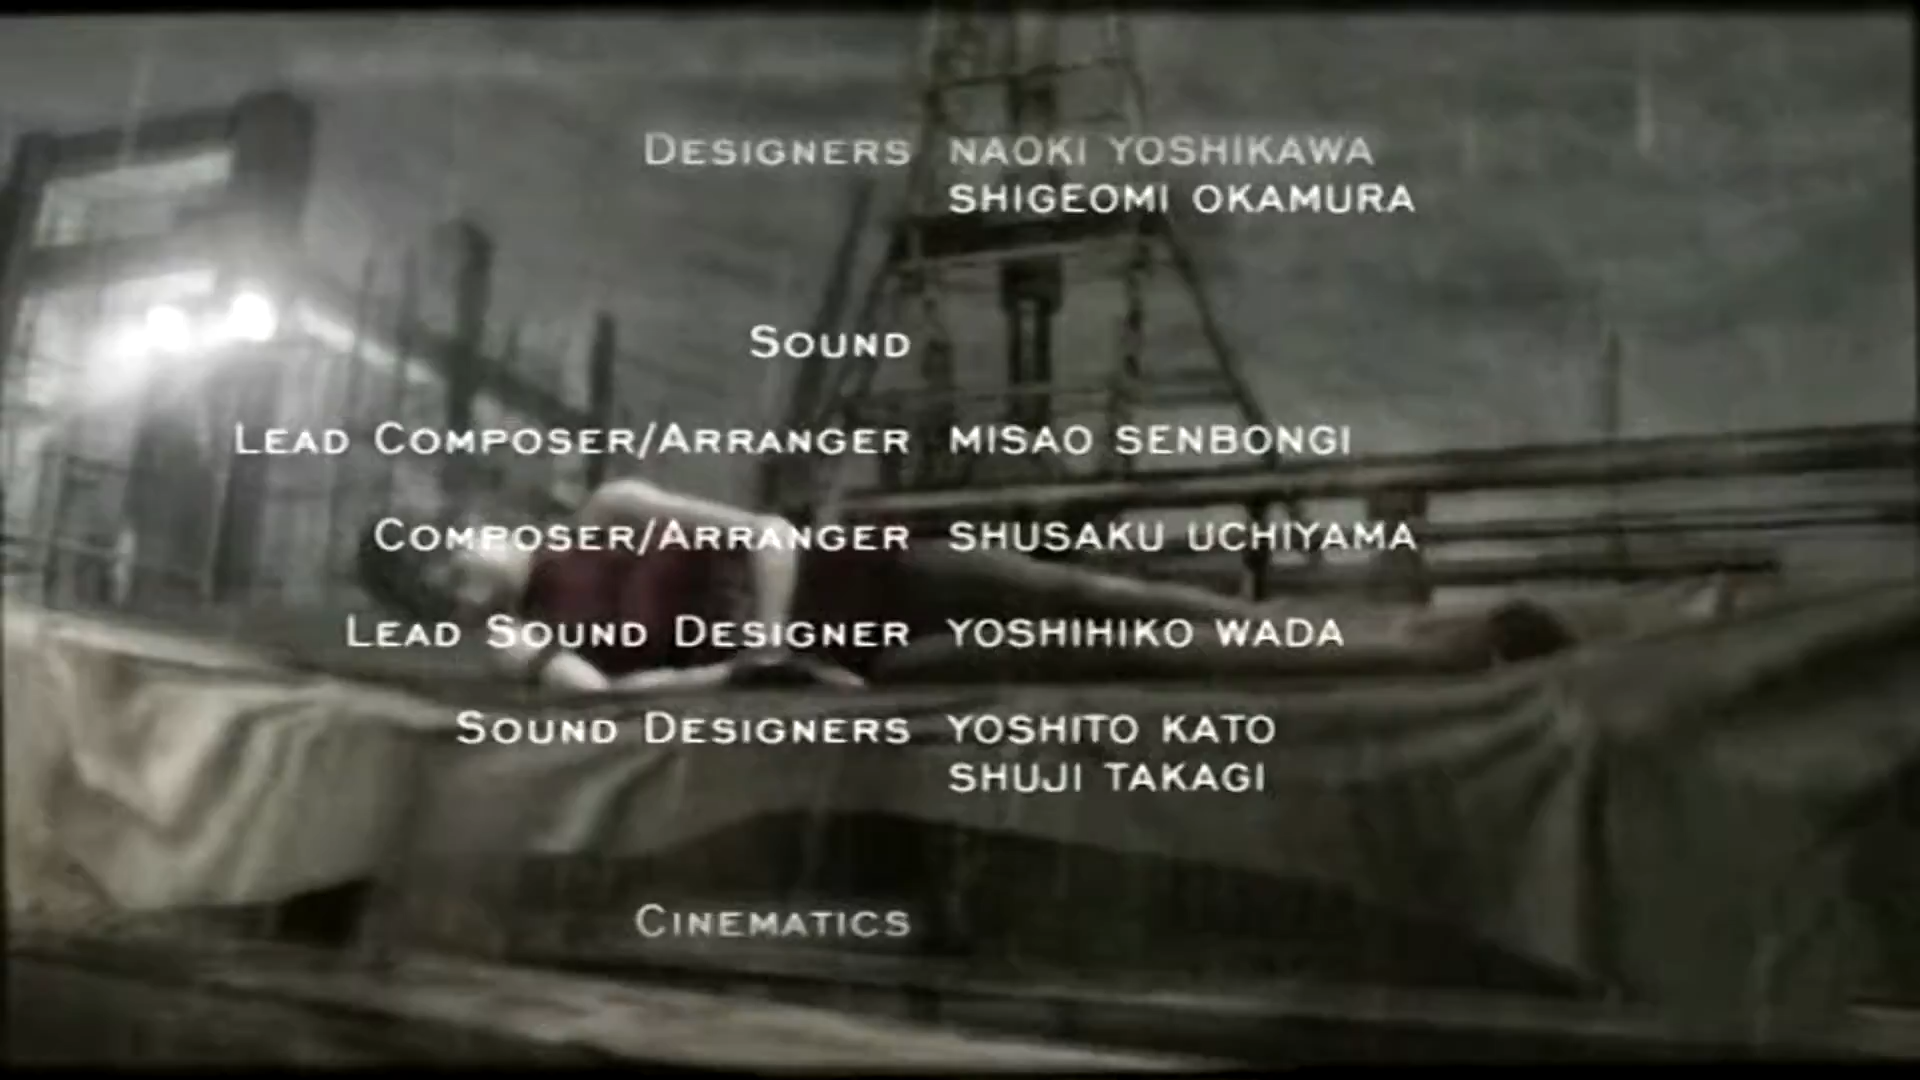 Designers NAOKI YOSHIKAWA
SHIGEOMI OKAMURA
Sound
Lead Composer/Arranger MISAO SENBONGI
Composer/Arranger SHUSAKU UCHIYAMA
Lead Sound Designer YOSHIHIKO WADA
Sound Designers YOSHITO KATO
SHUJI TAKAGI
Cinematics